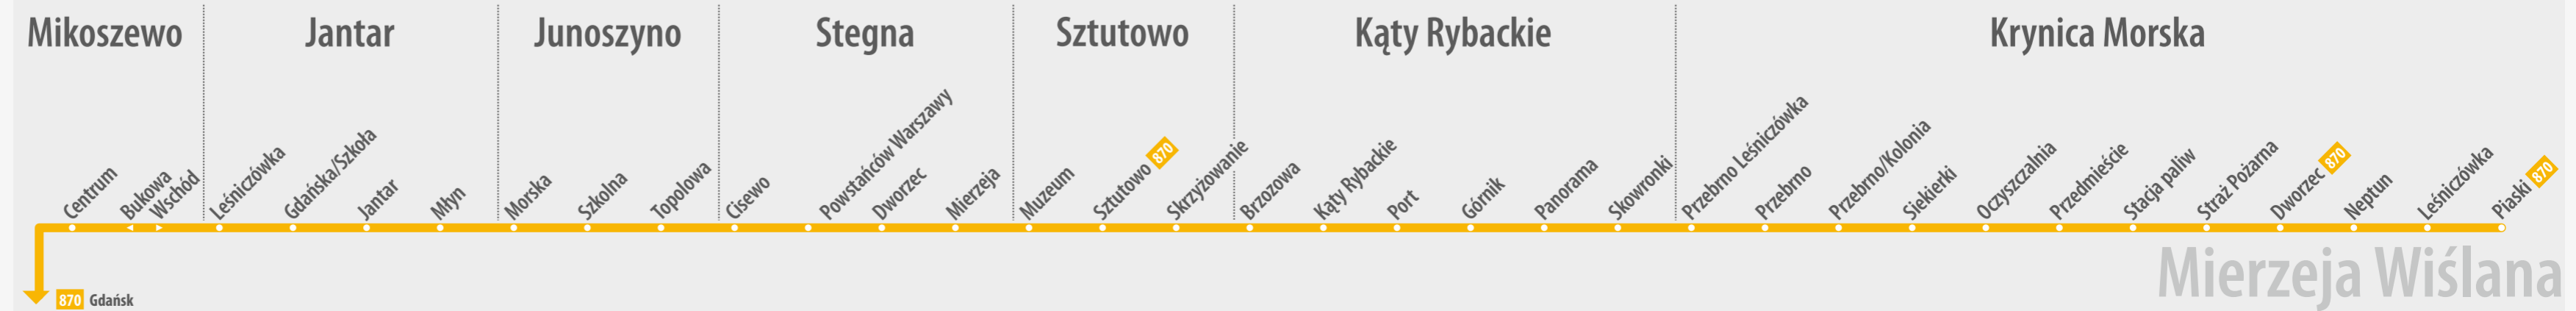 Mikoszewo
Jantar
Junoszyno
Stegna
Sztutowo
Kąty Rybackie
Krynica Morska
Centrum
Bukowa
Wschód
Leśniczówka
Gdańska/Szkoła
Jantar
Młyn
Morska
Szkolna
Topolowa
Cisewo
Powstańców Warszawy
Dworzec
Mierzeja
Muzeum
Sztutowo 870
Skrzyżowanie
Brzozowa
Kąty Rybackie
Port
Górnik
Panorama
Skowronki
Przebrno Leśniczówka
Przebrno
Przebrno/Kolonia
Siekierki
Oczyszczalnia
Przedmieście
Stacja paliw
Straż Pożarna
Dworzec 870
Neptun
Leśniczówka
Piaski 870
870 Gdańsk
Mierzeja Wiślana